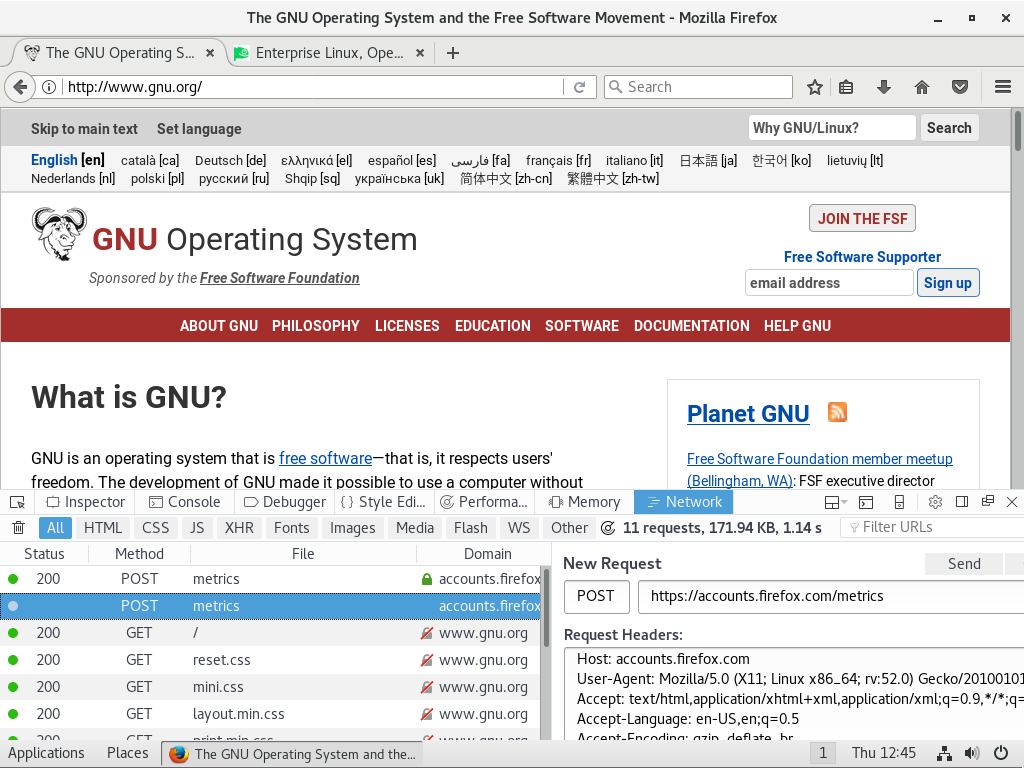 The GNU Operating System and the Free Software Movement - Mozilla Firefox
The GNU Operating S...
Enterprise Linux, Ope...
http://www.gnu.org/
Search
Skip to main text
Set language
Why GNU/Linux?
Search
English [en] català [ca] Deutsch [de] ελληνικά [el] español [es] فارسی [fa] français [fr] italiano [it] 日本語 [ja] 한국어 [ko] lietuvių [lt]
Nederlands [nl] polski [pl] русский [ru] Shqip [sq] українська [uk] 简体中文 [zh-cn] 繁體中文 [zh-tw]
JOIN THE FSF
GNU Operating System
Free Software Supporter
Sponsored by the Free Software Foundation
email address
Sign up
ABOUT GNU PHILOSOPHY LICENSES EDUCATION SOFTWARE DOCUMENTATION HELP GNU
What is GNU?
GNU is an operating system that is free software—that is, it respects users'
freedom. The development of GNU made it possible to use a computer without
Planet GNU
Free Software Foundation member meetup
(Bellingham, WA): FSF executive director
Inspector Console Debugger { } Style Edi... Performa... Memory Network
All HTML CSS JS XHR Fonts Images Media Flash WS Other 11 requests, 171.94 KB, 1.14 s Filter URLs
Status Method File Domain
200 POST metrics accounts.firefox
POST metrics accounts.firefox
200 GET / www.gnu.org
200 GET reset.css www.gnu.org
200 GET mini.css www.gnu.org
200 GET layout.min.css www.gnu.org
200 GET print.min.css www.gnu.org
New Request
Send
POST
https://accounts.firefox.com/metrics
Request Headers:
Host: accounts.firefox.com
User-Agent: Mozilla/5.0 (X11; Linux x86_64; rv:52.0) Gecko/20100101
Accept: text/html,application/xhtml+xml,application/xml;q=0.9,*/*;q=
Accept-Language: en-US,en;q=0.5
Accept-Encoding: gzip, deflate, br
Applications Places The GNU Operating System and the... 1 Thu 12:45